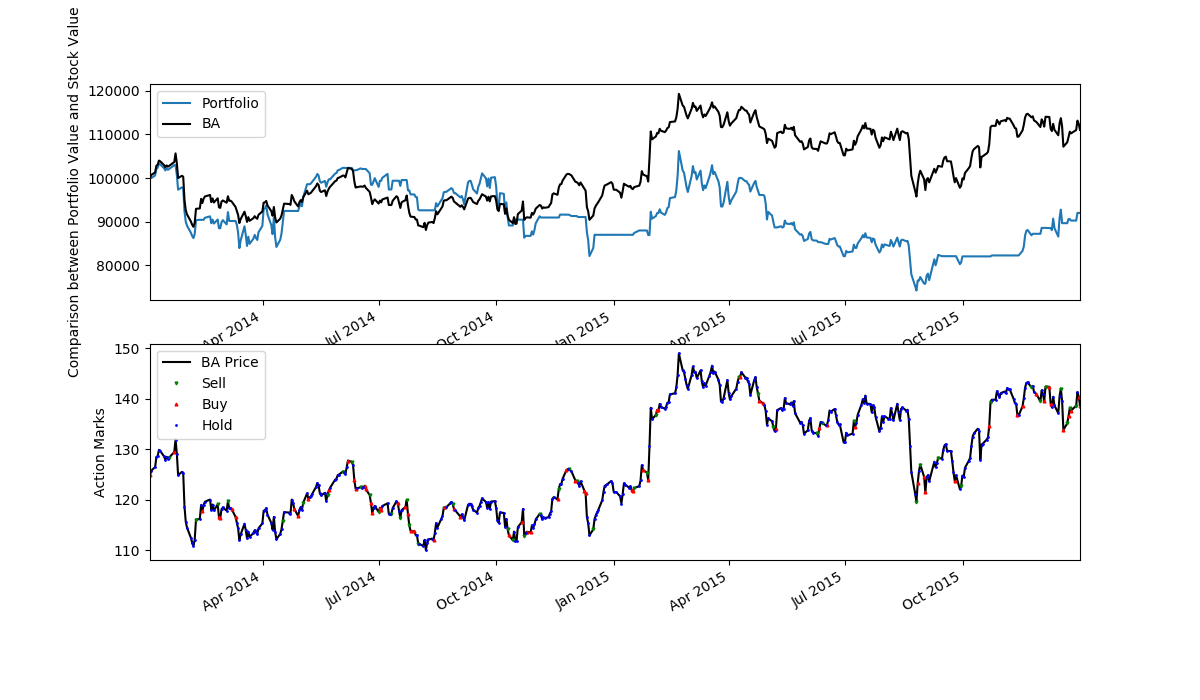 Comparison between Portfolio Value and Stock Value
120000
110000
100000
90000
80000
Portfolio
BA
Apr 2014
Jul 2014
Oct 2014
Jan 2015
Apr 2015
Jul 2015
Oct 2015
Action Marks
150
140
130
120
110
BA Price
Sell
Buy
Hold
Apr 2014
Jul 2014
Oct 2014
Jan 2015
Apr 2015
Jul 2015
Oct 2015